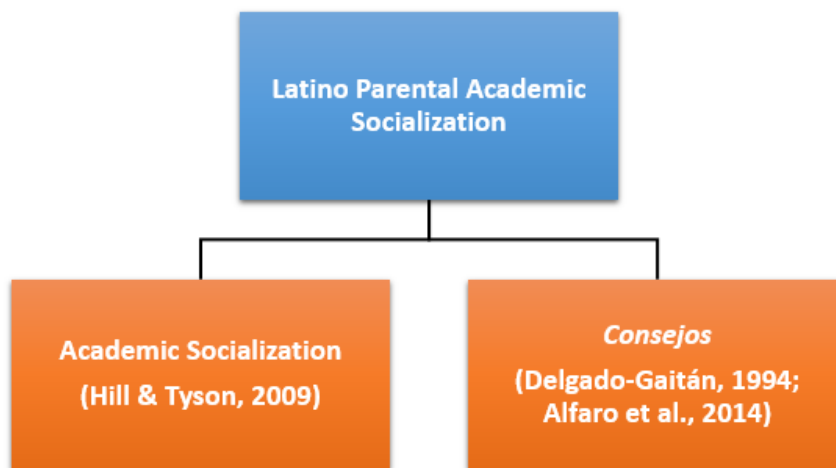 Latino Parental Academic
Socialization
Academic Socialization
(Hill & Tyson, 2009)
Consejos
(Delgado-Gaitán, 1994;
Alfaro et al., 2014)